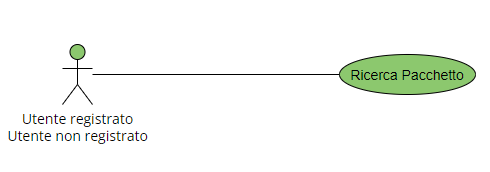 Ricerca Pacchetto
Utente registrato
Utente non registrato